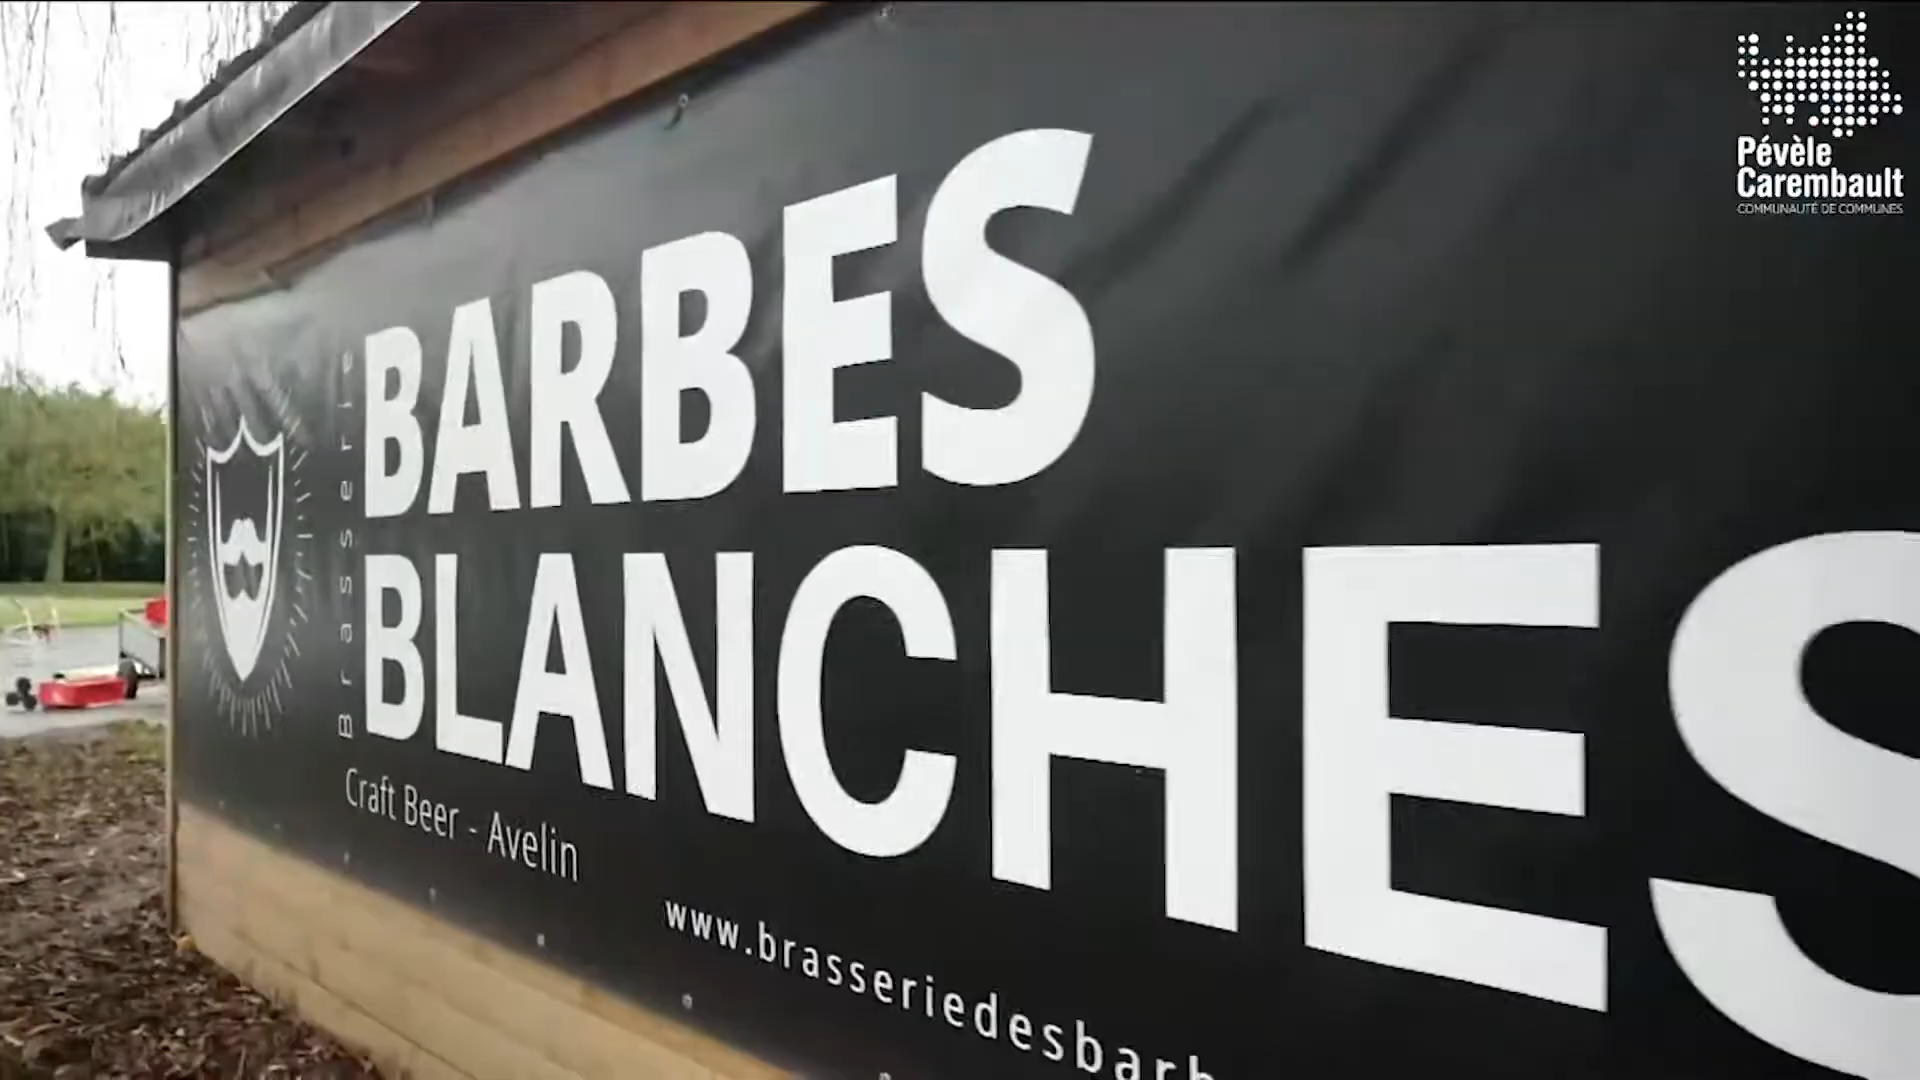 Pévèle
Carembault
COMMUNAUTÉ DE COMMUNES
Brasserie
BARBES
BLANCHES
Craft Beer - Avelin
www.brasseriedesbarb